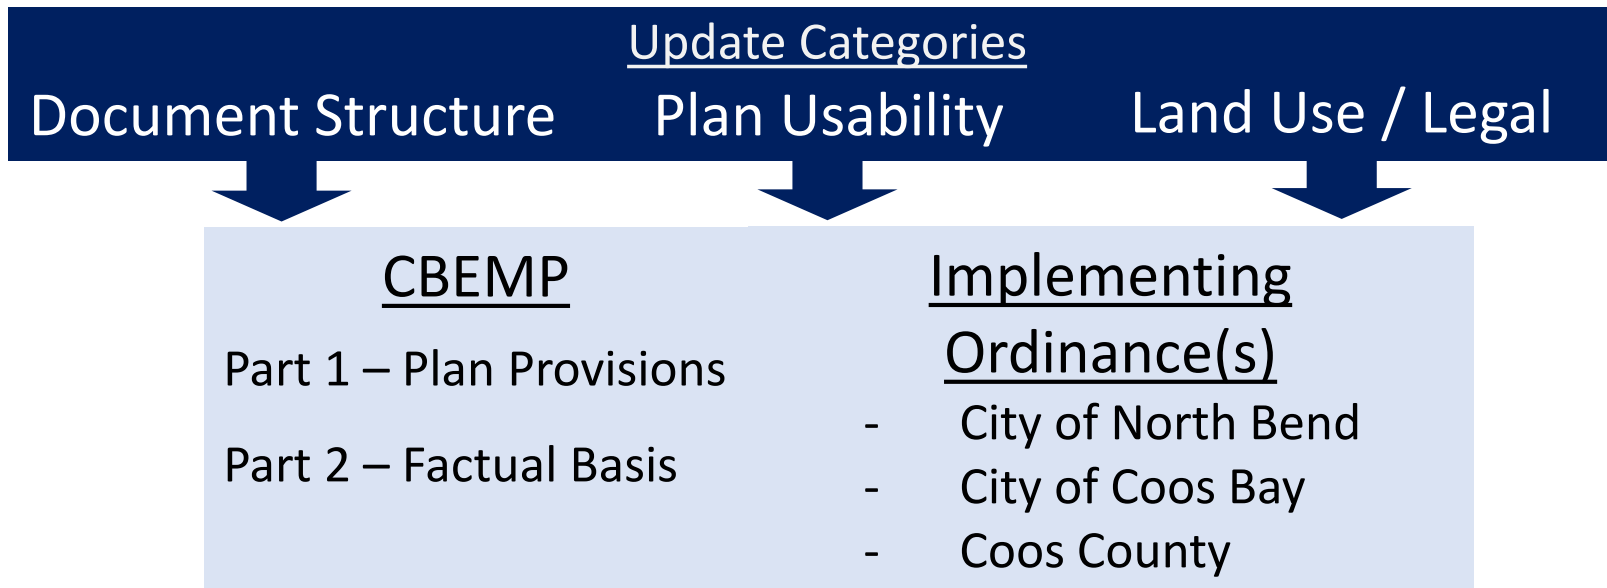 Update Categories
Document Structure
Plan Usability
Land Use / Legal
CBEMP
Part 1 – Plan Provisions
Part 2 – Factual Basis
Implementing
Ordinance(s)
- City of North Bend
- City of Coos Bay
- Coos County